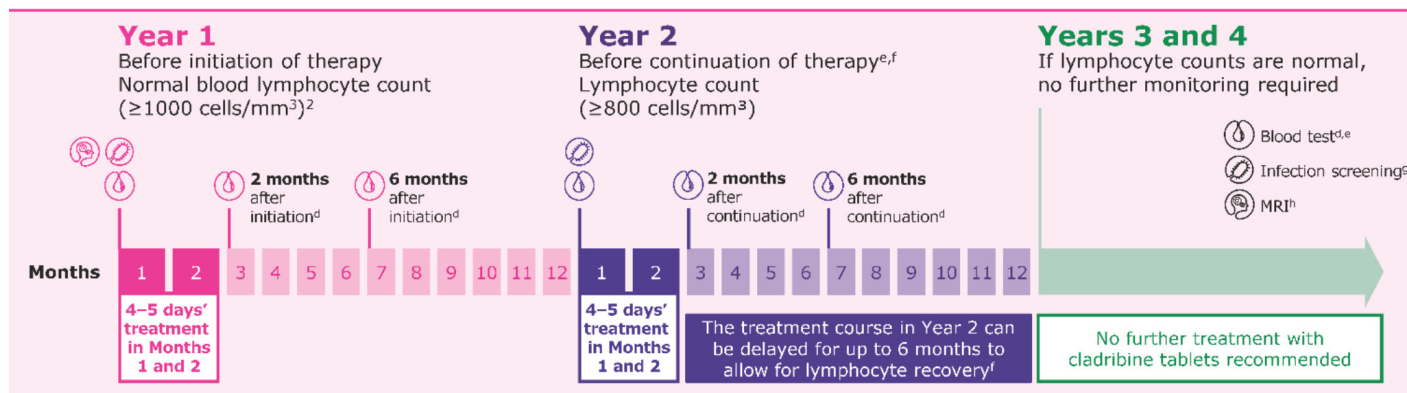 Year 1
Before initiation of therapy
Normal blood lymphocyte count
(≥1000 cells/mm³)²
Year 2
Before continuation of therapyᵉ,ᶠ
Lymphocyte count
(≥800 cells/mm³)
Years 3 and 4
If lymphocyte counts are normal,
no further monitoring required
Blood testᵈ,ᵉ
Infection screeningᵍ
MRIʰ
2 months
after
initiationᵈ
6 months
after
initiationᵈ
2 months
after
continuationᵈ
6 months
after
continuationᵈ
Months 1 2 3 4 5 6 7 8 9 10 11 12 1 2 3 4 5 6 7 8 9 10 11 12
4–5 days’
treatment
in Months
1 and 2
4–5 days’
treatment
in Months
1 and 2
The treatment course in Year 2 can
be delayed for up to 6 months to
allow for lymphocyte recoveryᶠ
No further treatment with
cladribine tablets recommended